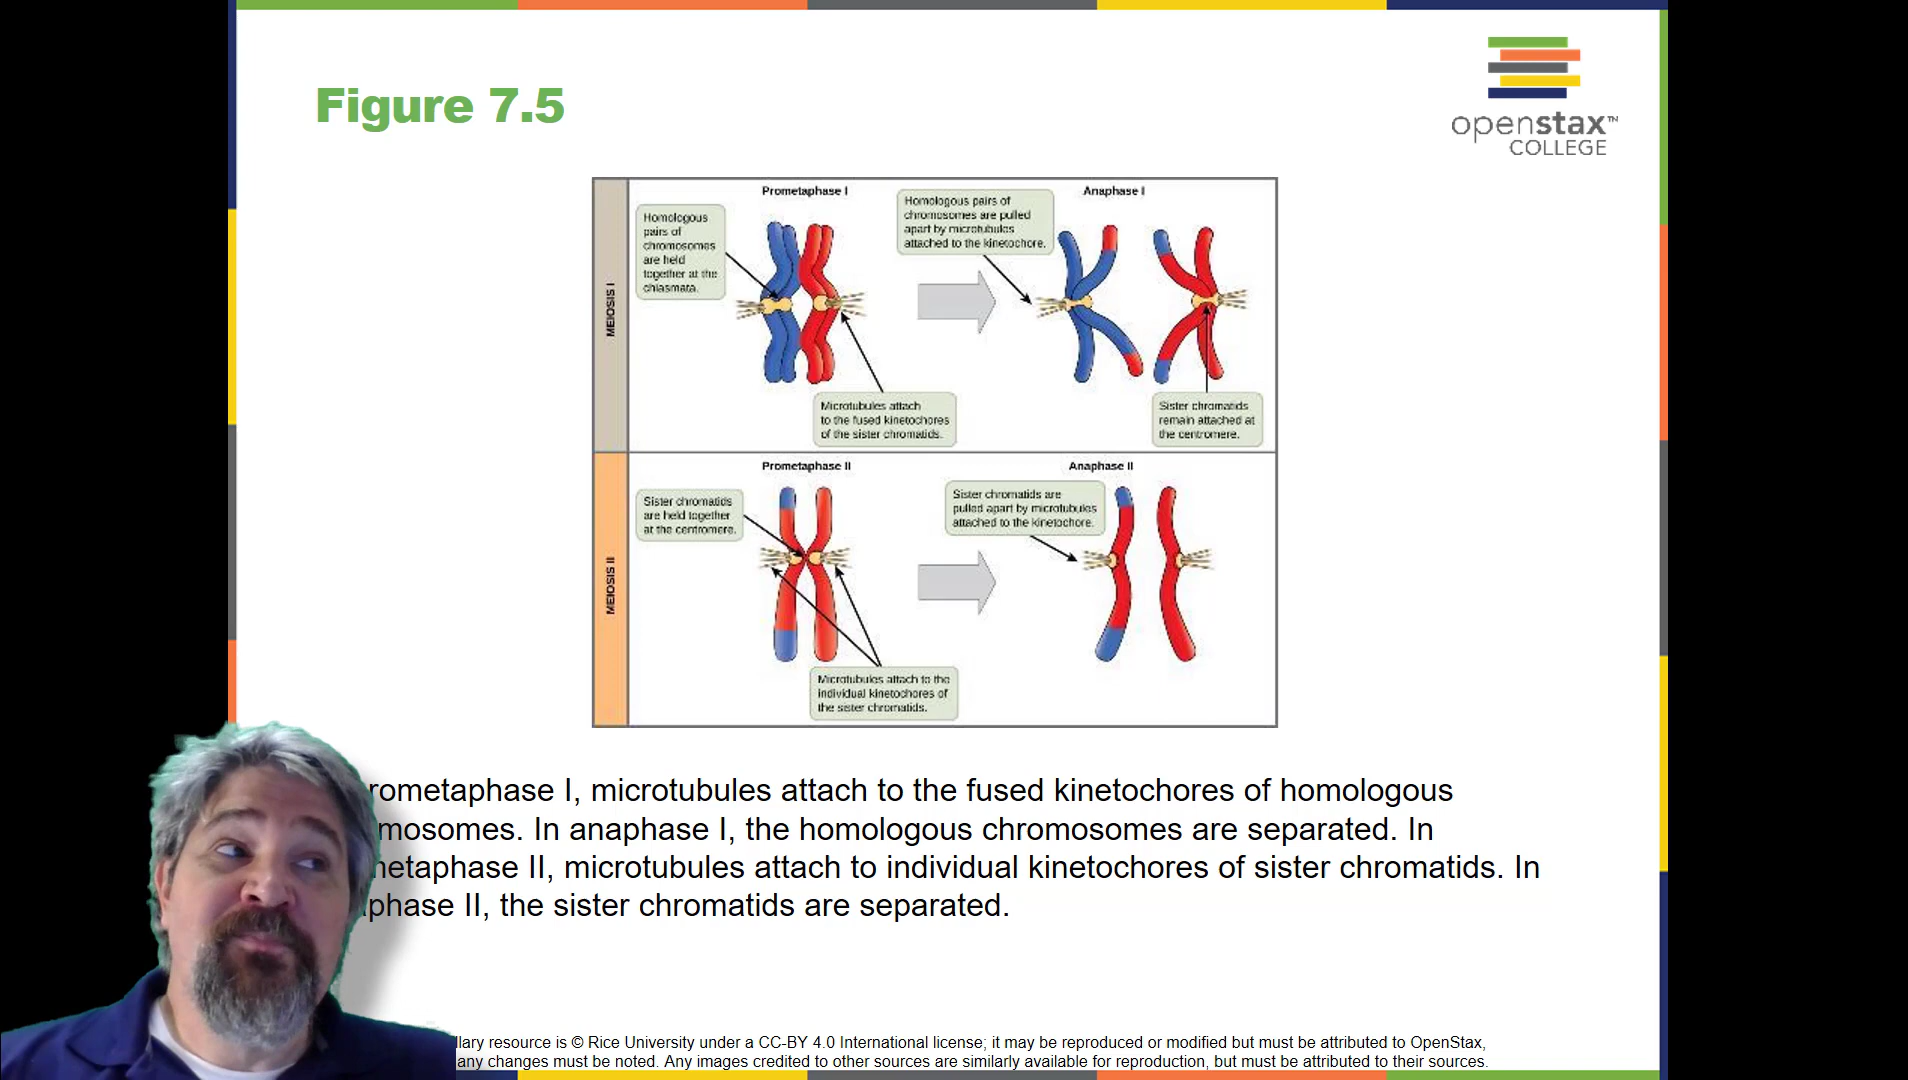 Figure 7.5
openstax™
COLLEGE
Prometaphase I
Anaphase I
Homologous
pairs of
chromosomes
are held
together at the
chiasmata.
Homologous pairs of
chromosomes are pulled
apart by microtubules
attached to the kinetochore.
MEIOSIS I
Microtubules attach
to the fused kinetochores
of the sister chromatids.
Sister chromatids
remain attached at
the centromere.
Prometaphase II
Anaphase II
Sister chromatids
are held together
at the centromere.
Sister chromatids are
pulled apart by microtubules
attached to the kinetochore.
MEIOSIS II
Microtubules attach to the
individual kinetochores of
the sister chromatids.
rometaphase I, microtubules attach to the fused kinetochores of homologous
mosomes. In anaphase I, the homologous chromosomes are separated. In
metaphase II, microtubules attach to individual kinetochores of sister chromatids. In
phase II, the sister chromatids are separated.
llary resource is © Rice University under a CC-BY 4.0 International license; it may be reproduced or modified but must be attributed to OpenStax,
any changes must be noted. Any images credited to other sources are similarly available for reproduction, but must be attributed to their sources.